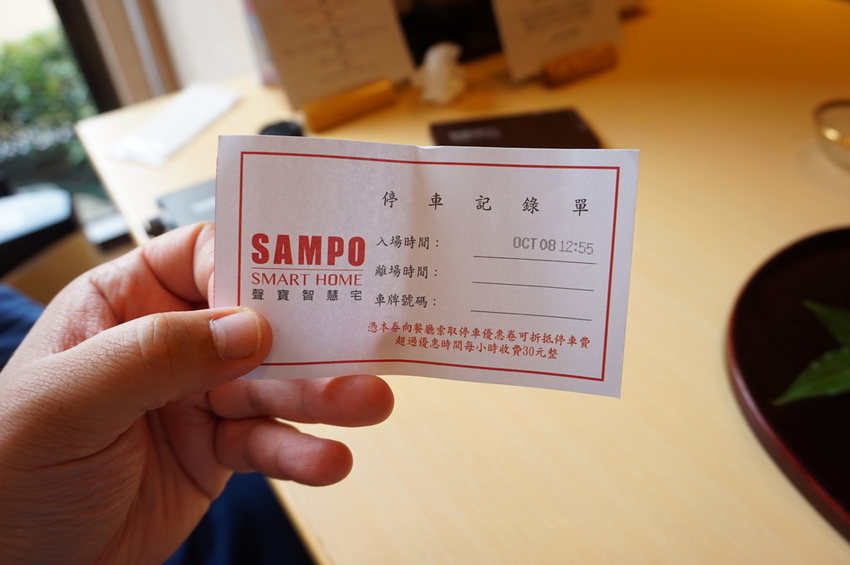 停車記錄單
SAMPO
SMART HOME
聲寶智慧宅
入場時間： OCT 08 12:55
離場時間：
車牌號碼：
憑本券向餐廳索取停車優惠卷可折抵停車費
超過優惠時間每小時收費30元整